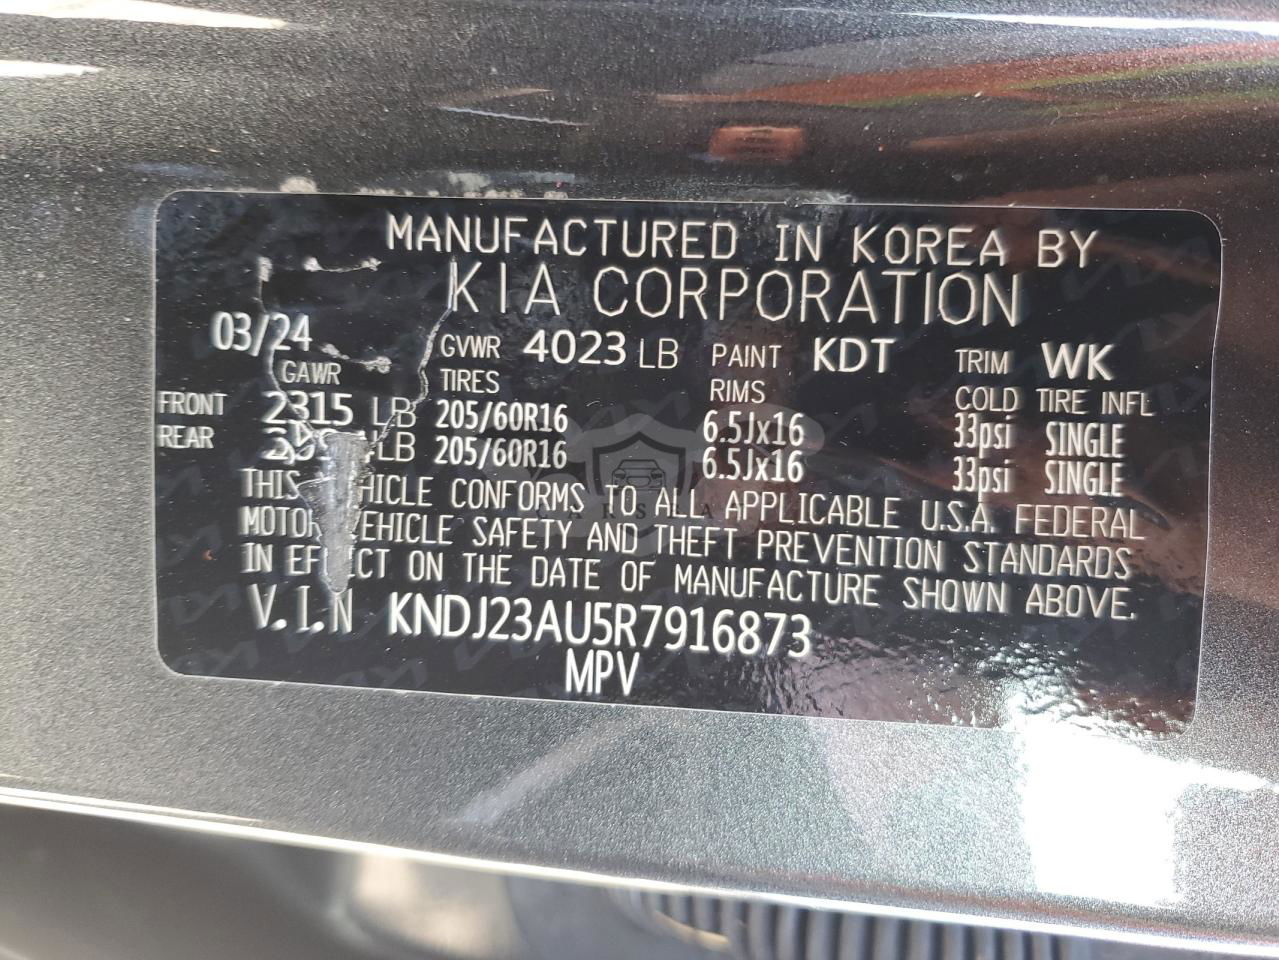 MANUFACTURED IN KOREA BY
KIA CORPORATION
03/24 GVWR 4023 LB PAINT KDT TRIM WK
GAWR TIRES RIMS COLD TIRE INFL
FRONT 2315 LB 205/60R16 6.5Jx16 33psi SINGLE
REAR LB 205/60R16 6.5Jx16 33psi SINGLE
THIS VEHICLE CONFORMS TO ALL APPLICABLE U.S.A. FEDERAL
MOTOR VEHICLE SAFETY AND THEFT PREVENTION STANDARDS
IN EFFECT ON THE DATE OF MANUFACTURE SHOWN ABOVE.
V.I.N KNDJ23AU5R7916873
MPV